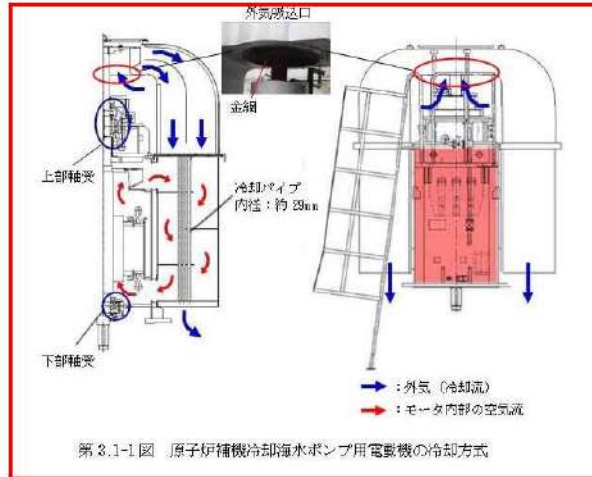 外気吸込口
金網
上部軸受
冷却パイプ
内径：約29mm
下部軸受
：外気（冷却流）
：モータ内部の空気流
第3.1-1図 原子炉補機冷却海水ポンプ用電動機の冷却方式